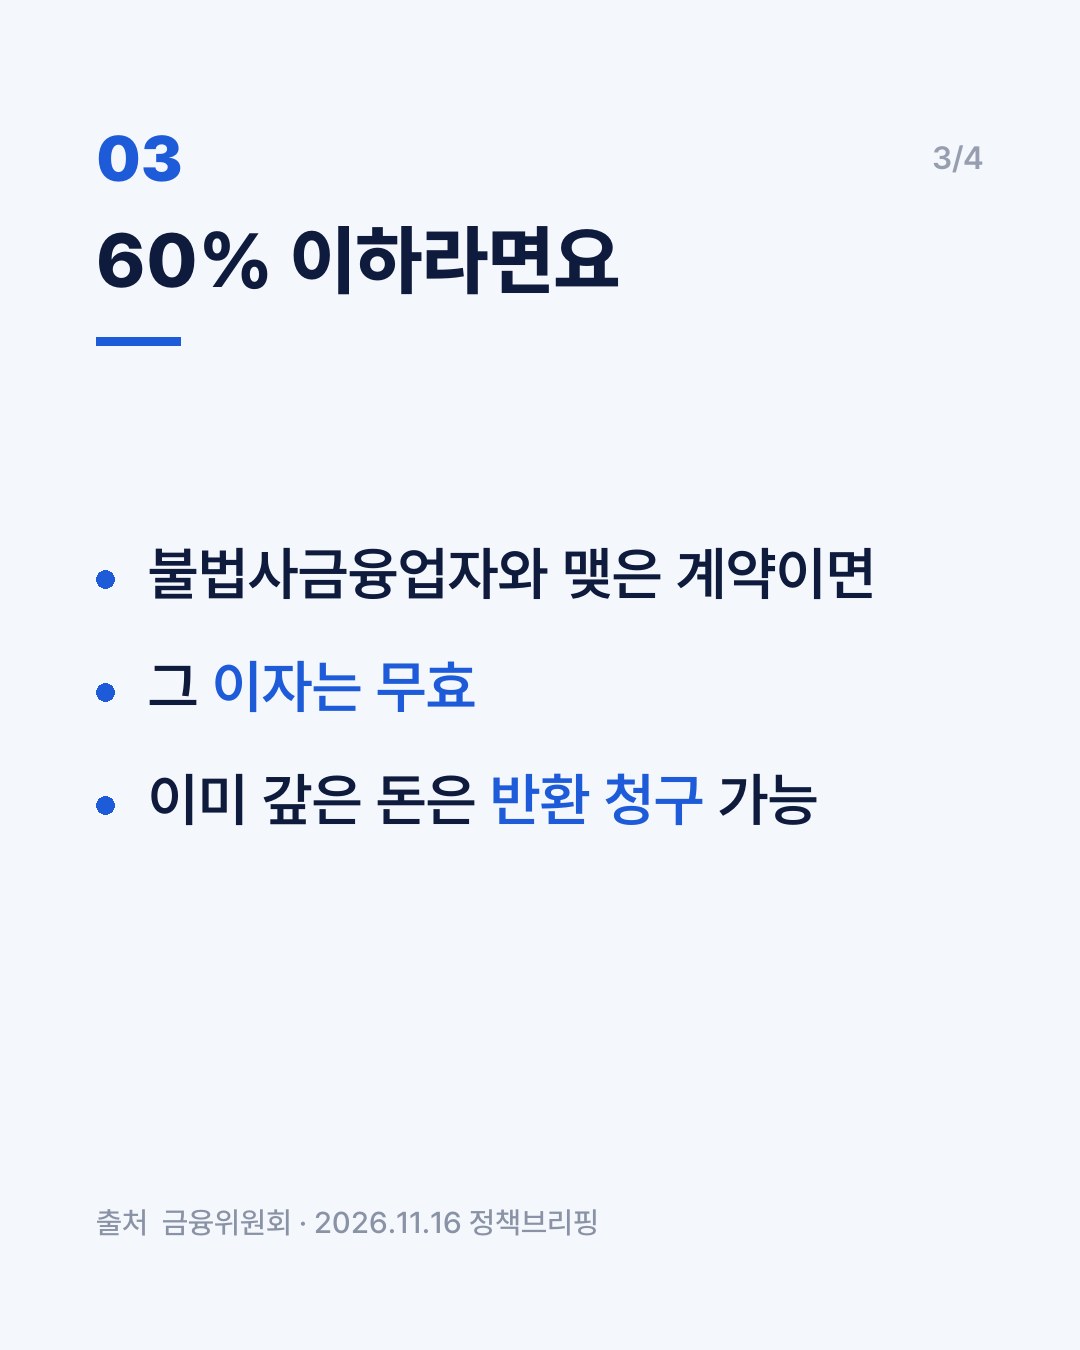 03
3/4
60% 이하라면요
불법사금융업자와 맺은 계약이면
그 이자는 무효
이미 갚은 돈은 반환 청구 가능
출처 금융위원회 · 2026.11.16 정책브리핑